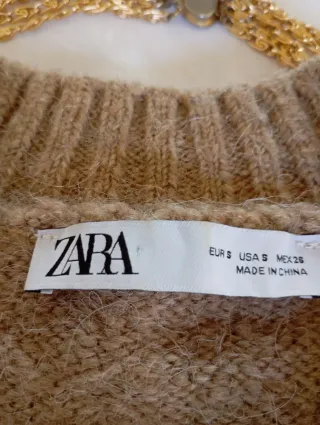 ZARA
EUR S USA S MEX 26
MADE IN CHINA